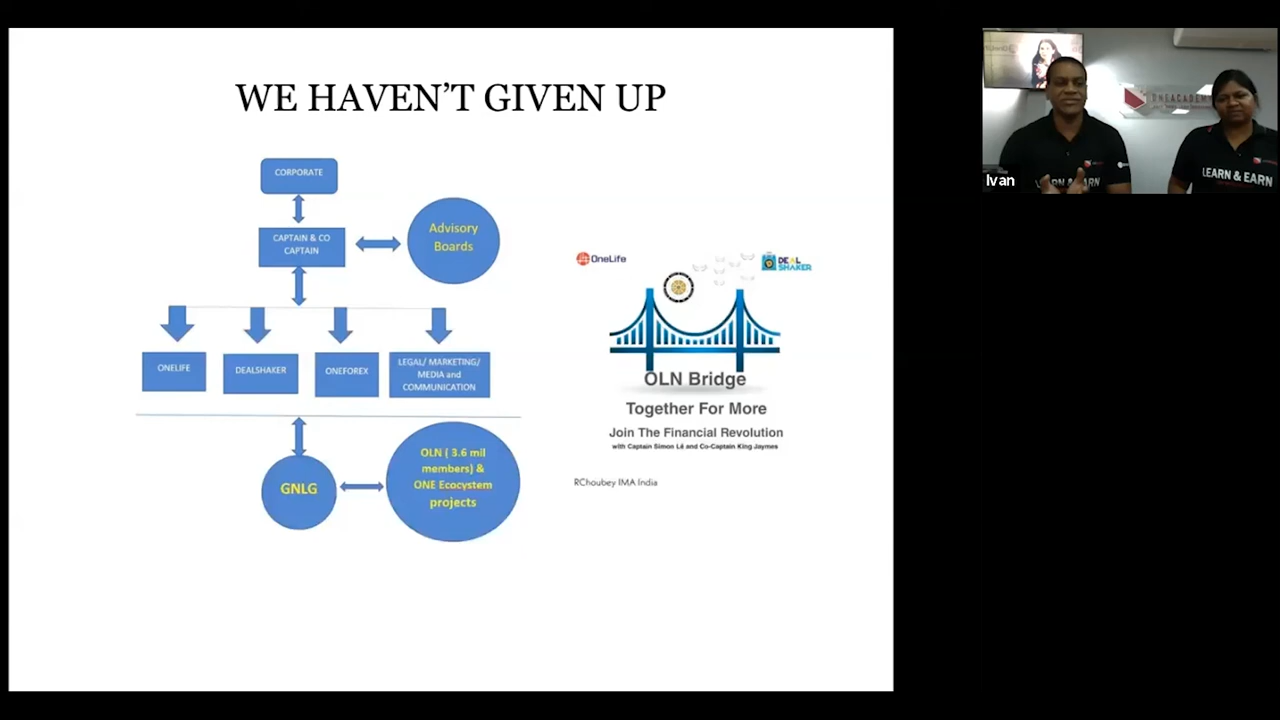 WE HAVEN'T GIVEN UP
CORPORATE
CAPTAIN & CO
CAPTAIN
Advisory
Boards
ONELIFE
DEALSHAKER
ONEFOREX
LEGAL/ MARKETING/
MEDIA and
COMMUNICATION
GNLG
OLN ( 3.6 mil
members) &
ONE Ecocystem
projects
OneLife
DEAL
SHAKER
OLN Bridge
Together For More
Join The Financial Revolution
with Captain Simon Lé and Co-Captain King Jaymes
RChoubey IMA India
ONEACADEMY
LEARN & EARN
LEARN & EARN
Ivan